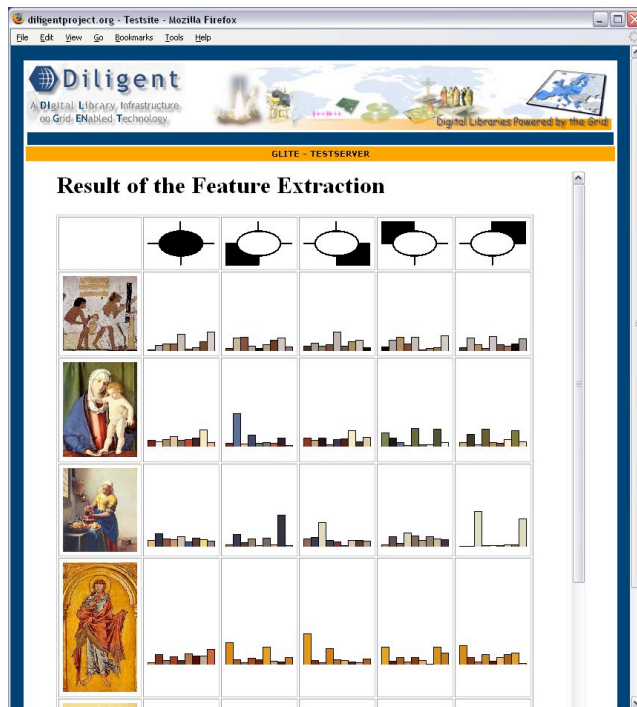 diligentproject.org - Testsite - Mozilla Firefox
File Edit View Go Bookmarks Tools Help
Diligent
A DIgital Library Infrastructure
on Grid ENabled Technology
Digital Libraries Powered by the Grid
GLITE - TESTSERVER
Result of the Feature Extraction